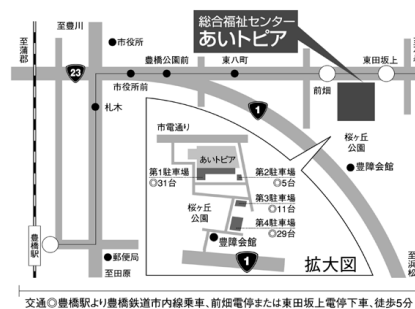 至豊川
至蒲郡
市役所
総合福祉センター
あいトピア
豊橋公園前
東八町
東田坂上
23
市役所前
前畑
札木
1
桜ヶ丘
公園
豊障会館
市電通り
あいトピア
第1駐車場
◎31台
第2駐車場
◎5台
第3駐車場
◎11台
桜ヶ丘
公園
第4駐車場
◎29台
豊障会館
1
拡大図
豊橋駅
郵便局
至田原
至浜松
交通◎豊橋駅より豊橋鉄道市内線乗車、前畑電停または東田坂上電停下車、徒歩5分